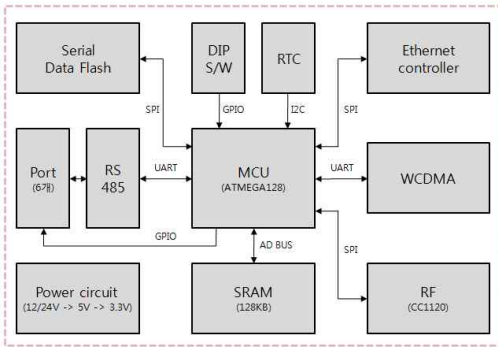 Serial
Data Flash
DIP
S/W
RTC
Ethernet
controller
SPI
GPIO
I2C
SPI
Port
(6개)
RS
485
UART
MCU
(ATMEGA128)
UART
WCDMA
GPIO
AD BUS
SPI
Power circuit
(12/24V -> 5V -> 3.3V)
SRAM
(128KB)
RF
(CC1120)